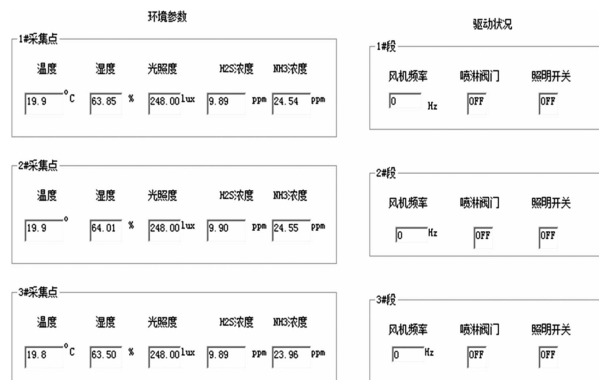 环境参数
驱动状况
1#采集点
温度 湿度 光照度 H2S浓度 NH3浓度
19.9 °C 63.85 % 248.00 lux 9.89 ppm 24.54 ppm
1#段
风机频率 喷淋阀门 照明开关
0 Hz OFF OFF
2#采集点
温度 湿度 光照度 H2S浓度 NH3浓度
19.9 ° 64.01 % 248.00 lux 9.90 ppm 24.55 ppm
2#段
风机频率 喷淋阀门 照明开关
0 Hz OFF OFF
3#采集点
温度 湿度 光照度 H2S浓度 NH3浓度
19.8 °C 63.50 % 248.00 lux 9.89 ppm 23.96 ppm
3#段
风机频率 喷淋阀门 照明开关
0 Hz OFF OFF